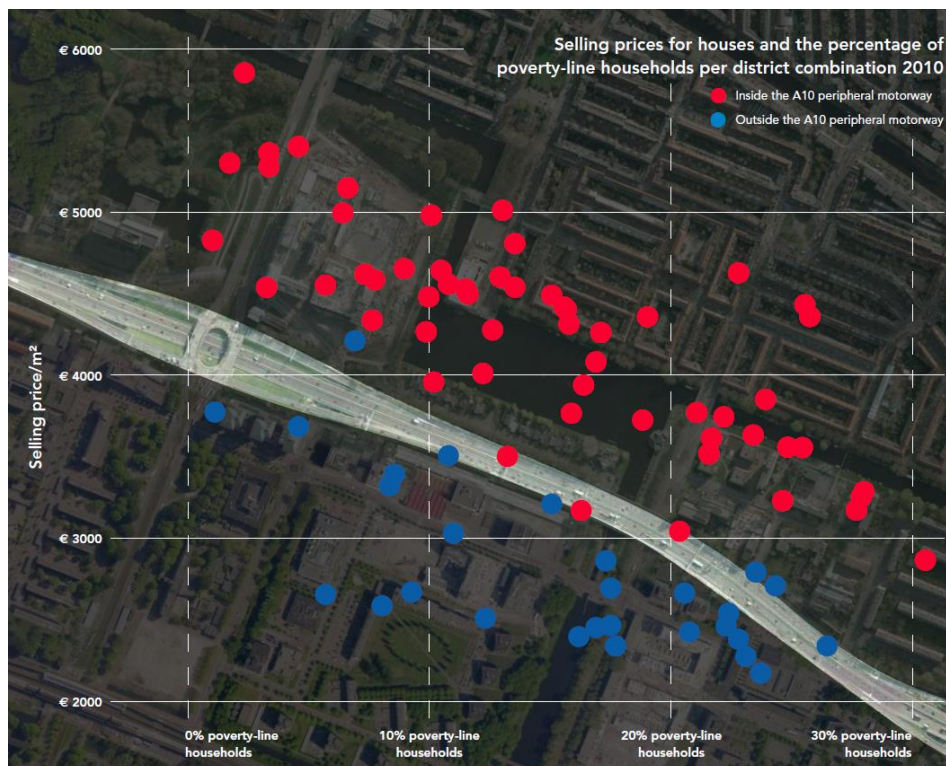 Selling prices for houses and the percentage of
poverty-line households per district combination 2010
Inside the A10 peripheral motorway
Outside the A10 peripheral motorway
€ 6000
€ 5000
€ 4000
€ 3000
€ 2000
Selling price/m²
0% poverty-line
households
10% poverty-line
households
20% poverty-line
households
30% poverty-line
households